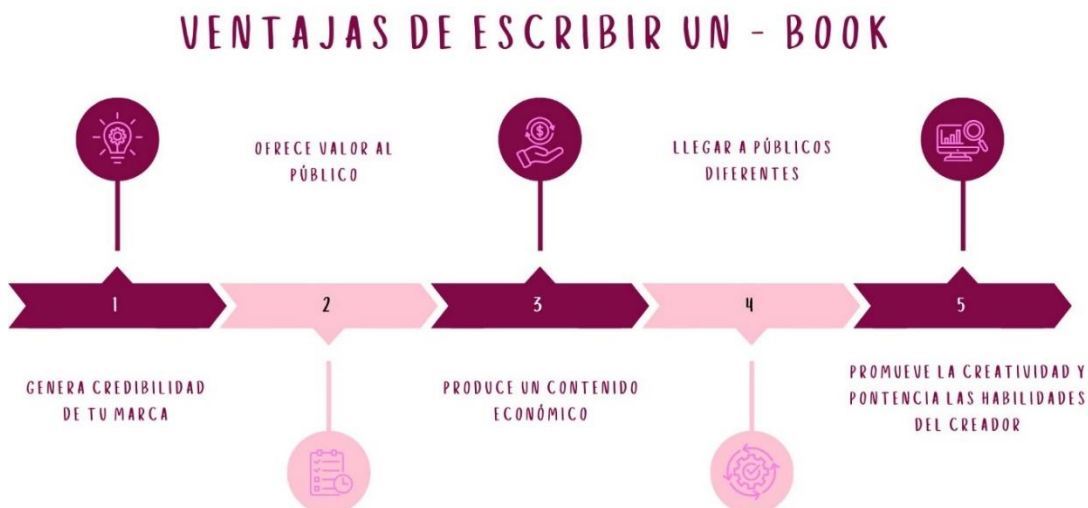 VENTAJAS DE ESCRIBIR UN - BOOK
OFRECE VALOR AL
PÚBLICO
LLEGAR A PÚBLICOS
DIFERENTES
1
2
3
4
5
GENERA CREDIBILIDAD
DE TU MARCA
PRODUCE UN CONTENIDO
ECONÓMICO
PROMUEVE LA CREATIVIDAD Y
PONTENCIA LAS HABILIDADES
DEL CREADOR